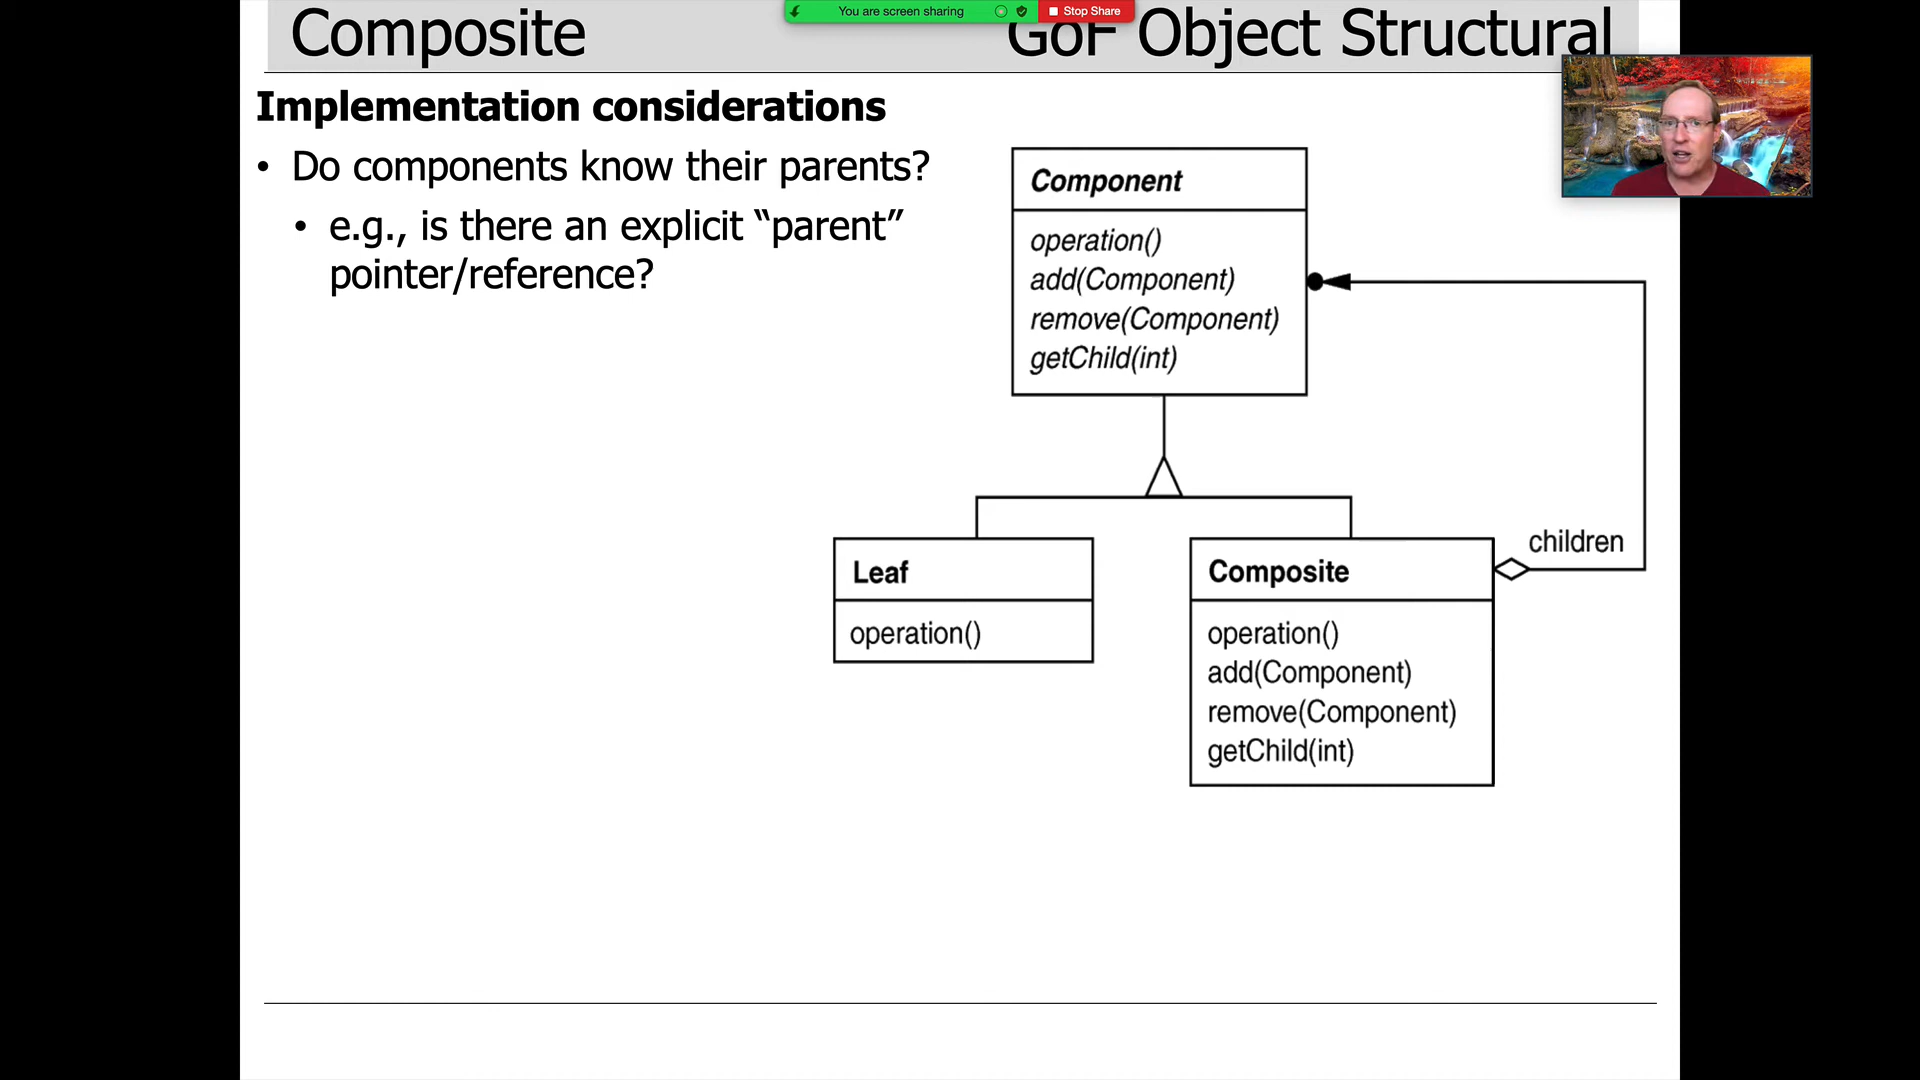 You are screen sharing
Stop Share
Composite
GoF Object Structural
Implementation considerations
• Do components know their parents?
• e.g., is there an explicit “parent”
pointer/reference?
Component
operation()
add(Component)
remove(Component)
getChild(int)
children
Leaf
operation()
Composite
operation()
add(Component)
remove(Component)
getChild(int)